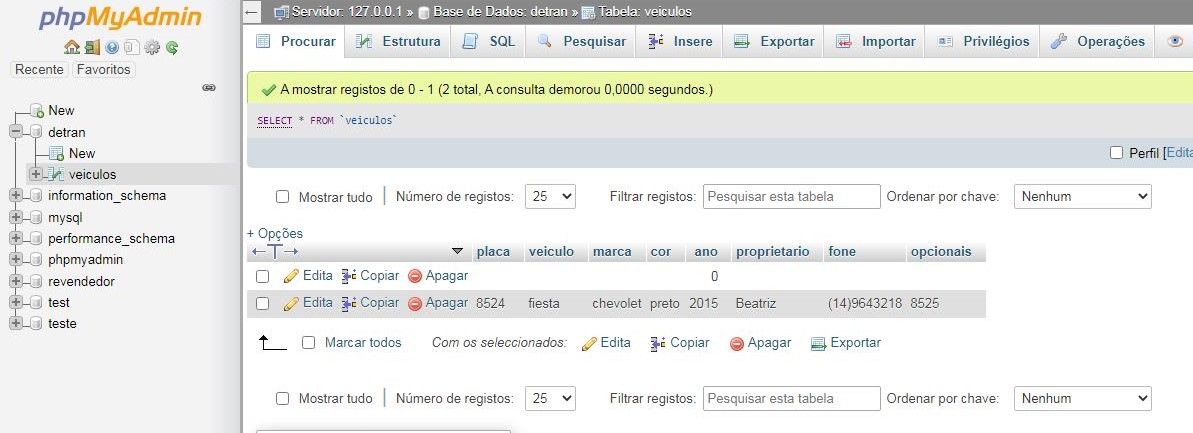 phpMyAdmin
Recente Favoritos
New
detran
New
veiculos
information_schema
mysql
performance_schema
phpmyadmin
revendedor
test
teste
Servidor: 127.0.0.1 » Base de Dados: detran » Tabela: veiculos
Procurar Estrutura SQL Pesquisar Insere Exportar Importar Privilégios Operações
A mostrar registos de 0 - 1 (2 total, A consulta demorou 0,0000 segundos.)
SELECT * FROM `veiculos`
Perfil [Edita
Mostrar tudo Número de registos: 25 Filtrar registos: Pesquisar esta tabela Ordenar por chave: Nenhum
+ Opções
←T→ placa veiculo marca cor ano proprietario fone opcionais
Edita Copiar Apagar 0
Edita Copiar Apagar 8524 fiesta chevolet preto 2015 Beatriz (14)9643218 8525
Marcar todos Com os seleccionados: Edita Copiar Apagar Exportar
Mostrar tudo Número de registos: 25 Filtrar registos: Pesquisar esta tabela Ordenar por chave: Nenhum